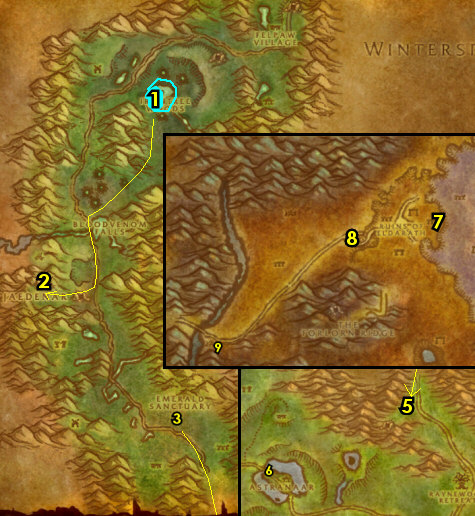 FELPAW
VILLAGE
WINTERS
1
BLOODVENOM
FALLS
2
JAEDENAR
EMERALD
SANCTUARY
3
7
8
RUINS OF
ELDARATH
THE
FORLORN RIDGE
9
5
6
ASTRANAAR
RAYNEWOOD
RETREAT